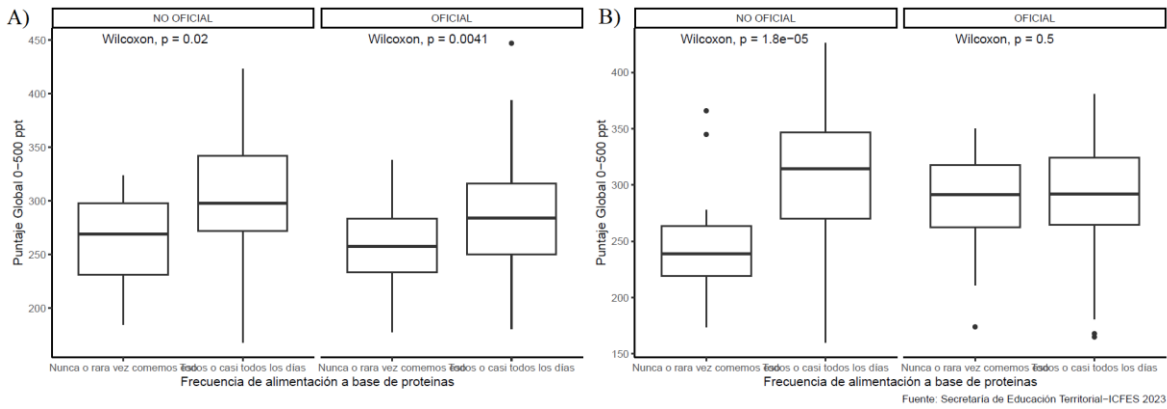 A)
NO OFICIAL
OFICIAL
Wilcoxon, p = 0.02
Wilcoxon, p = 0.0041
Puntaje Global 0−500 ppt
450
400
350
300
250
200
Nunca o rara vez comemos eso
Todos o casi todos los días
Nunca o rara vez comemos eso
Todos o casi todos los días
Frecuencia de alimentación a base de proteinas
B)
NO OFICIAL
OFICIAL
Wilcoxon, p = 1.8e−05
Wilcoxon, p = 0.5
Puntaje Global 0−500 ppt
400
350
300
250
200
150
Nunca o rara vez comemos eso
Todos o casi todos los días
Nunca o rara vez comemos eso
Todos o casi todos los días
Frecuencia de alimentación a base de proteinas
Fuente: Secretaría de Educación Territorial−ICFES 2023